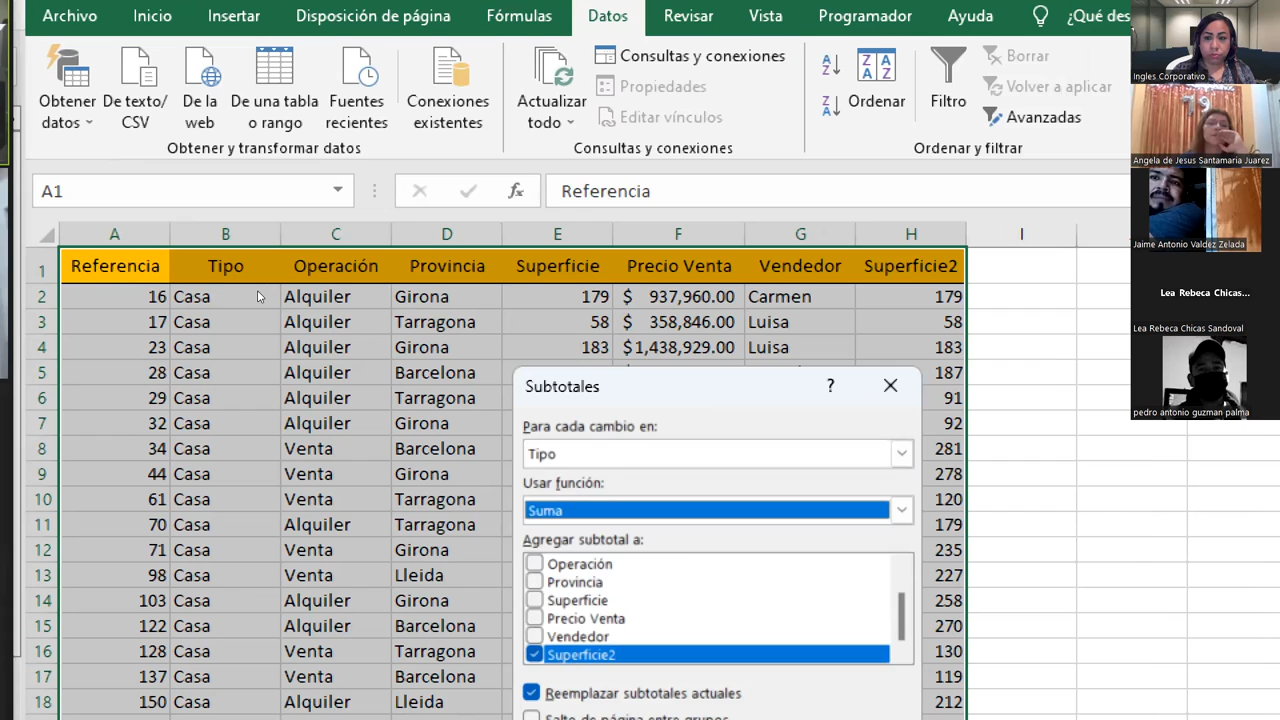 Archivo Inicio Insertar Disposición de página Fórmulas Datos Revisar Vista Programador Ayuda ¿Qué des
Obtener datos
De texto/ CSV
De la web
De una tabla o rango
Fuentes recientes
Conexiones existentes
Obtener y transformar datos
Actualizar todo
Consultas y conexiones
Propiedades
Editar vínculos
Consultas y conexiones
Ordenar
Filtro
Borrar
Volver a aplicar
Avanzadas
Ordenar y filtrar
Ingles Corporativo
Angela de Jesus Santamaria Juarez
Jaime Antonio Valdez Zelada
Lea Rebeca Chicas...
Lea Rebeca Chicas Sandoval
pedro antonio guzman palma
A1 fx Referencia
A B C D E F G H I
1 Referencia Tipo Operación Provincia Superficie Precio Venta Vendedor Superficie2
2 16 Casa Alquiler Girona 179 $ 937,960.00 Carmen 179
3 17 Casa Alquiler Tarragona 58 $ 358,846.00 Luisa 58
4 23 Casa Alquiler Girona 183 $1,438,929.00 Luisa 183
5 28 Casa Alquiler Barcelona 187
6 29 Casa Alquiler Tarragona 91
7 32 Casa Alquiler Girona 92
8 34 Casa Venta Barcelona 281
9 44 Casa Venta Girona 278
10 61 Casa Venta Tarragona 120
11 70 Casa Alquiler Tarragona 179
12 71 Casa Venta Girona 235
13 98 Casa Venta Lleida 227
14 103 Casa Alquiler Girona 258
15 122 Casa Alquiler Barcelona 270
16 128 Casa Venta Tarragona 130
17 137 Casa Venta Barcelona 119
18 150 Casa Alquiler Lleida 212
Subtotales ?
Para cada cambio en:
Tipo
Usar función:
Suma
Agregar subtotal a:
Operación
Provincia
Superficie
Precio Venta
Vendedor
Superficie2
Reemplazar subtotales actuales
Salto de página entre grupos